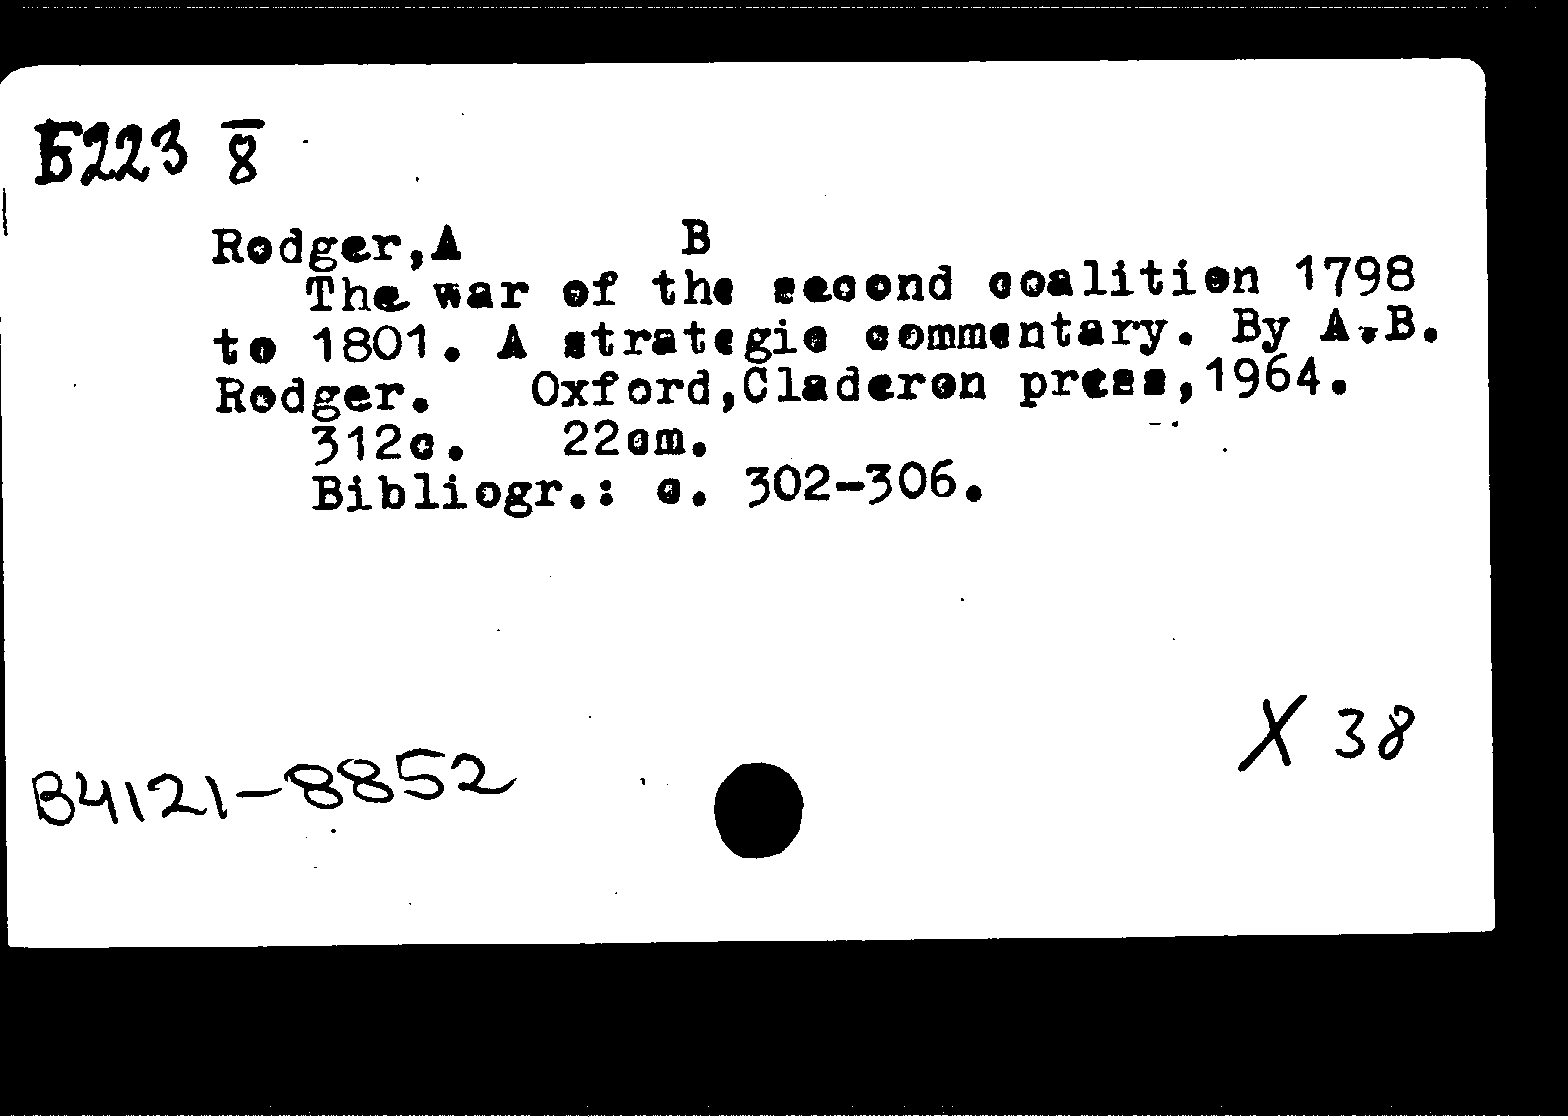 Б223 8
Rodger,A B
The war of the second coalition 1798
to 1801. A strategic commentary. By A.B.
Rodger. Oxford,Claderon press,1964.
312c. 22cm.
Bibliogr.: c. 302-306.
X 38
B4121-8852